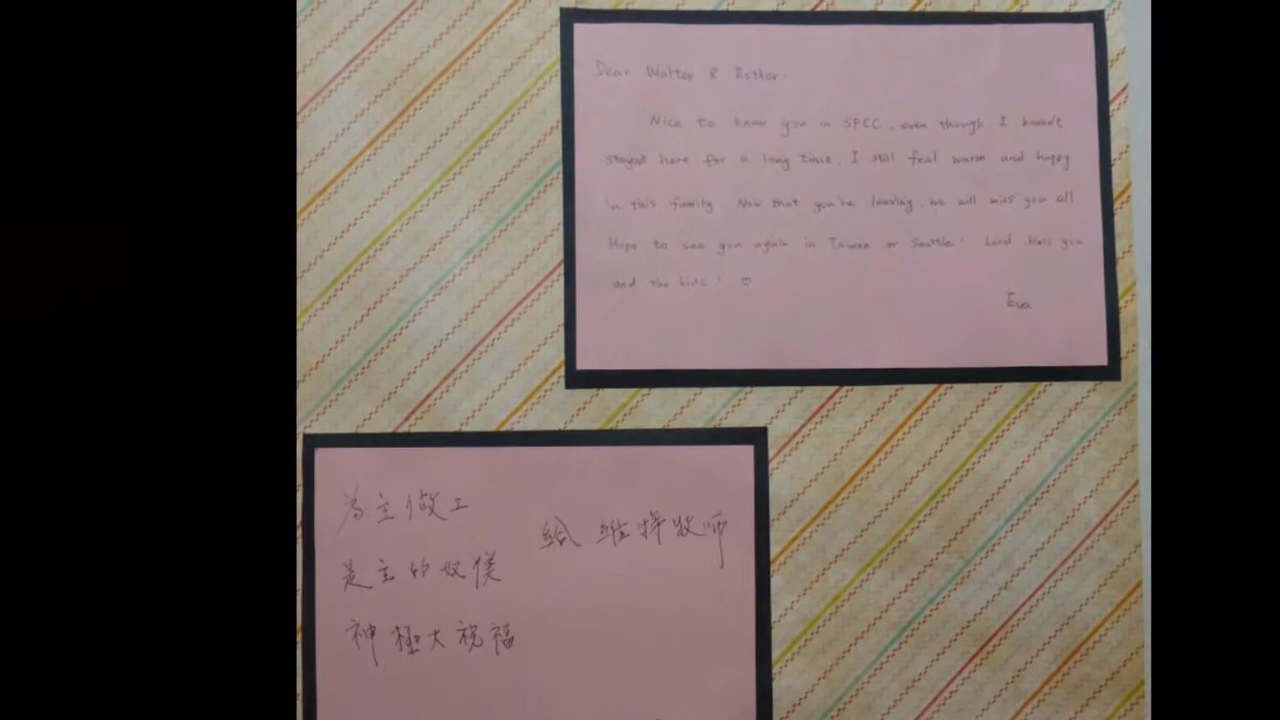 Dear Walter & Esther
Nice to know you in SFCC, even though I haven't
stayed here for a long time, I still feel warm and happy
in this family. Now that you're leaving, we will miss you all
Hope to see you again in Taiwan or Seattle! Lord bless you
and the kids! ♡
Eva
為主做工
是主的奴僕
神極大祝福
給 維揮牧師